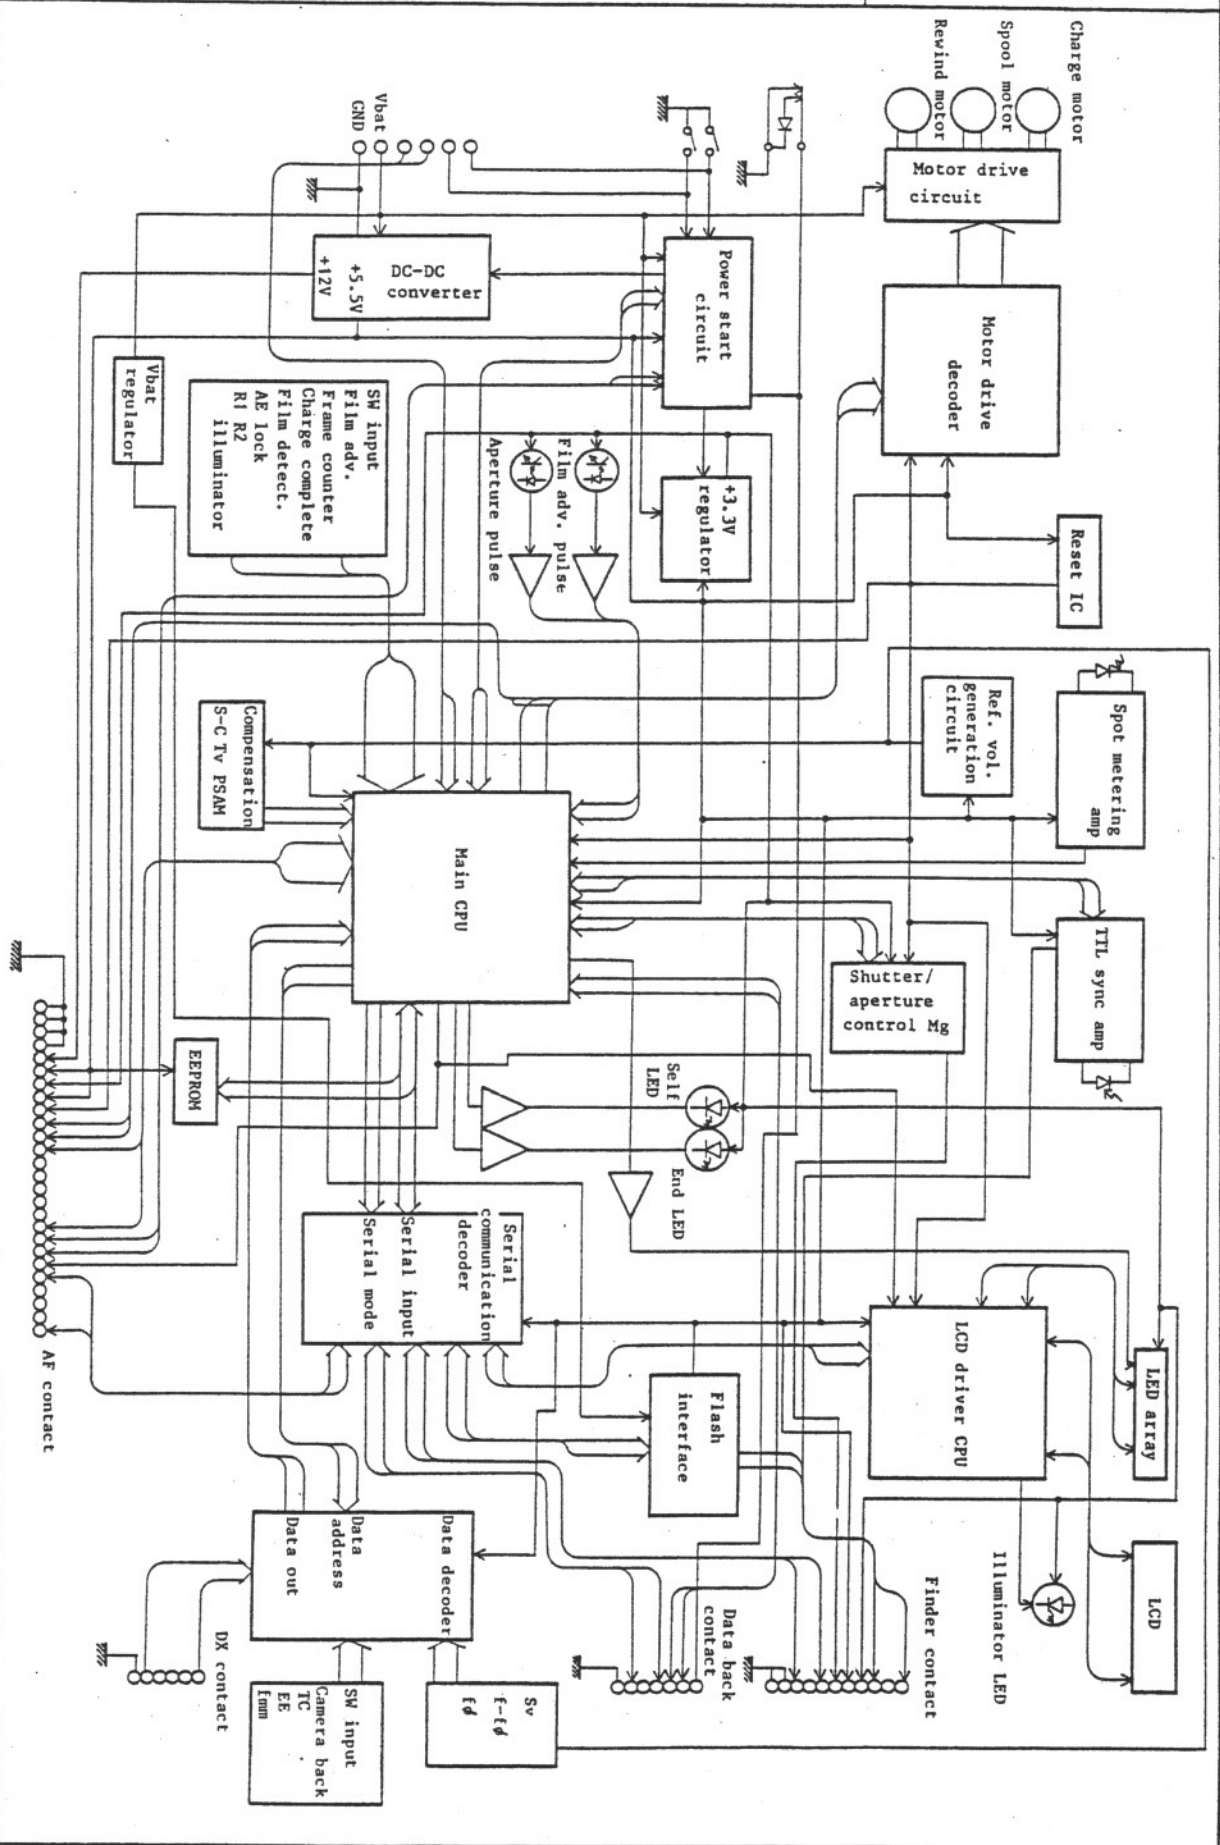 Charge motor
Spool motor
Rewind motor
Motor drive
circuit
Motor drive
decoder
Reset IC
Spot metering
amp
Ref. vol.
generation
circuit
TTL sync amp
Shutter/
aperture
control Mg
Vbat
GND
DC-DC
converter
+5.5V
+12V
Power start
circuit
+3.3V
regulator
Film adv. pulse
Aperture pulse
Vbat
regulator
SW input
Film adv.
Frame counter
Charge complete
Film detect.
AE lock
R1 R2
illuminator
Compensation
S-C Tv PSAM
Main CPU
EEPROM
Self
LED
End LED
Serial
communication
decoder
Serial input
Serial mode
LCD driver CPU
LED array
LCD
Illuminator LED
Flash
interface
Finder contact
Data back
contact
Data decoder
Data
address
Data out
DX contact
AF contact
Sv
f-fø
fø
SW input
Camera back
TC
EE
fmm